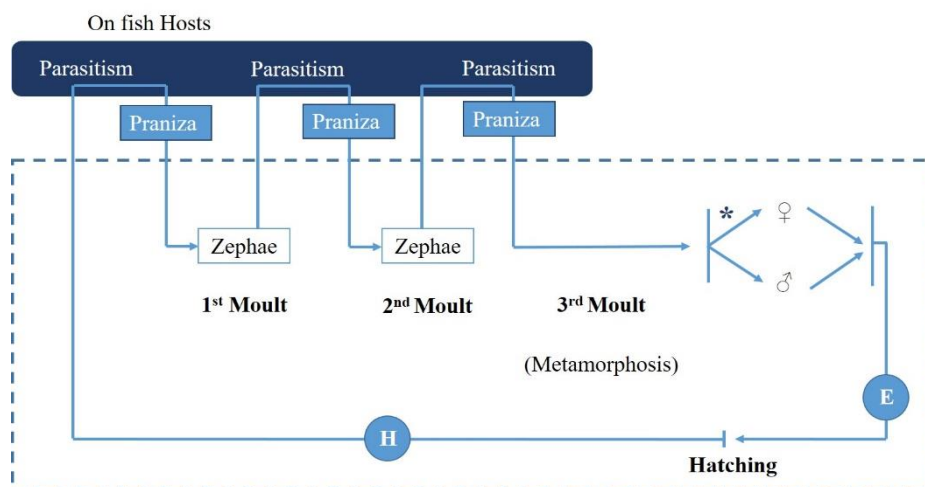 On fish Hosts
Parasitism Parasitism Parasitism
Praniza Praniza Praniza
* ♀
Zephae Zephae
♂
1st Moult 2nd Moult 3rd Moult
(Metamorphosis)
E
H
Hatching